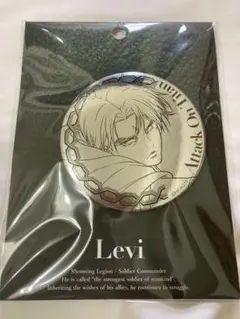 Attack On Titan
Levi
Scouting Legion / Soldier Commander
He is called "the strongest soldier of mankind".
Inheriting the wishes of his allies, he continues to struggle.